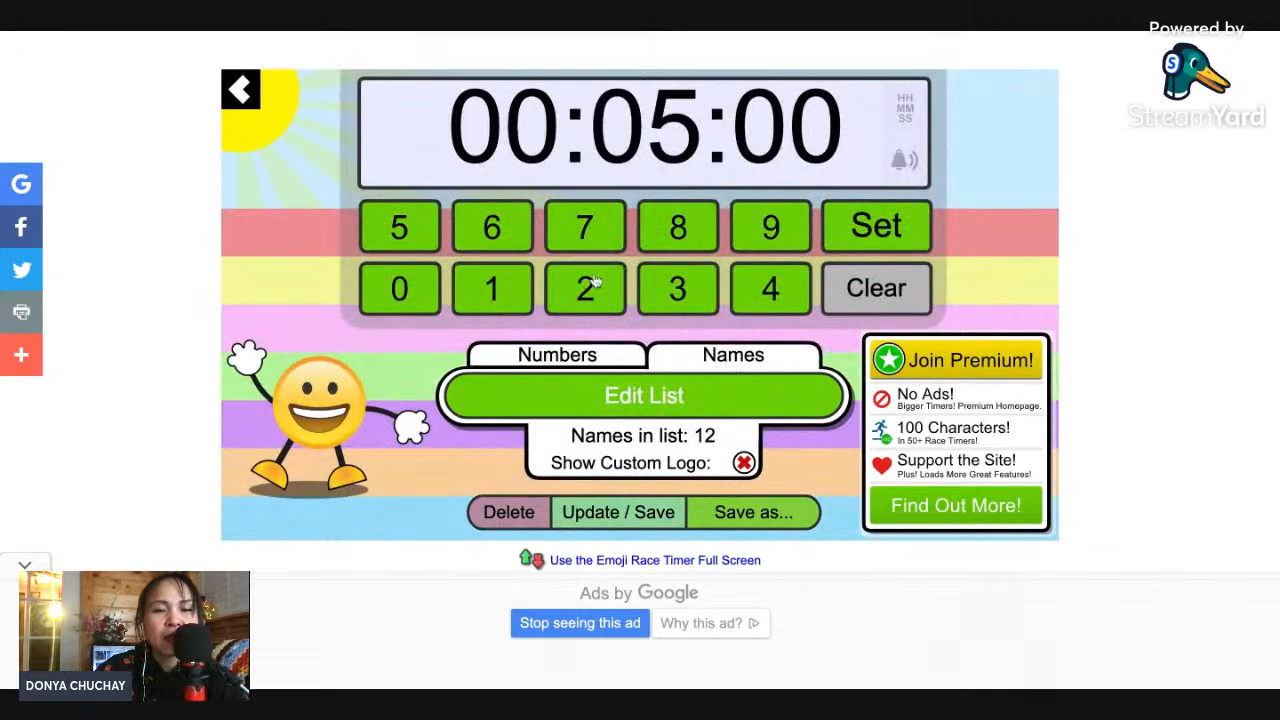 Powered by
StreamYard
00:05:00
HH
MM
SS
5 6 7 8 9 Set
0 1 2 3 4 Clear
Numbers Names
Edit List
Names in list: 12
Show Custom Logo:
Delete Update / Save Save as...
Join Premium!
No Ads!
Bigger Timers! Premium Homepage.
100 Characters!
In 50+ Race Timers!
Support the Site!
Plus! Loads More Great Features!
Find Out More!
Use the Emoji Race Timer Full Screen
Ads by Google
Stop seeing this ad Why this ad?
DONYA CHUCHAY